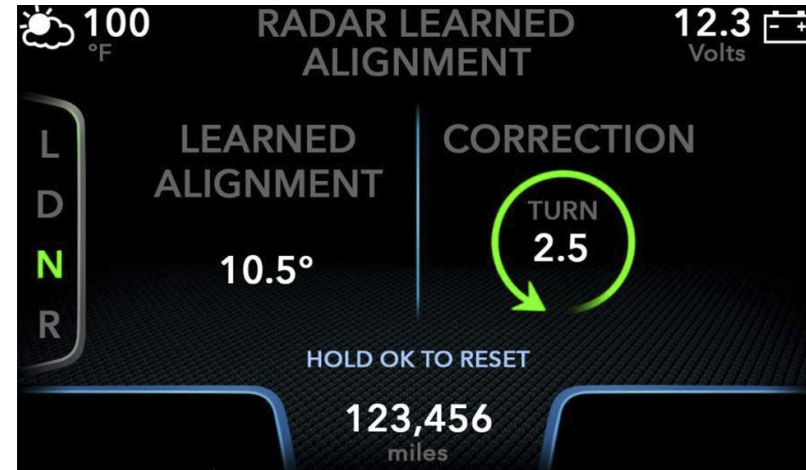 100
°F
RADAR LEARNED
ALIGNMENT
12.3
Volts
- +
L
D
N
R
LEARNED
ALIGNMENT
10.5°
CORRECTION
TURN
2.5
HOLD OK TO RESET
123,456
miles